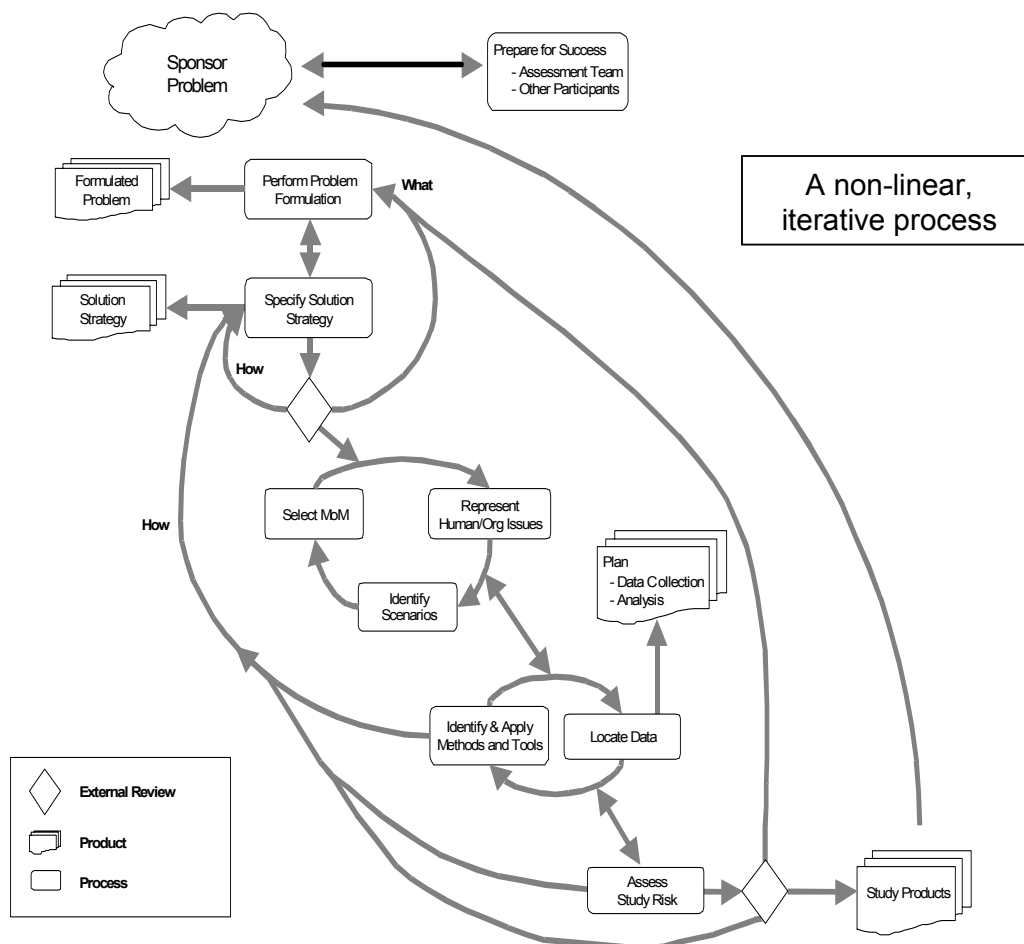 Sponsor
Problem
Prepare for Success
- Assessment Team
- Other Participants
A non-linear,
iterative process
Formulated
Problem
Perform Problem
Formulation
What
Solution
Strategy
Specify Solution
Strategy
How
Select MoM
Represent
Human/Org Issues
How
Identify
Scenarios
Plan
- Data Collection
- Analysis
Identify & Apply
Methods and Tools
Locate Data
External Review
Product
Process
Assess
Study Risk
Study Products